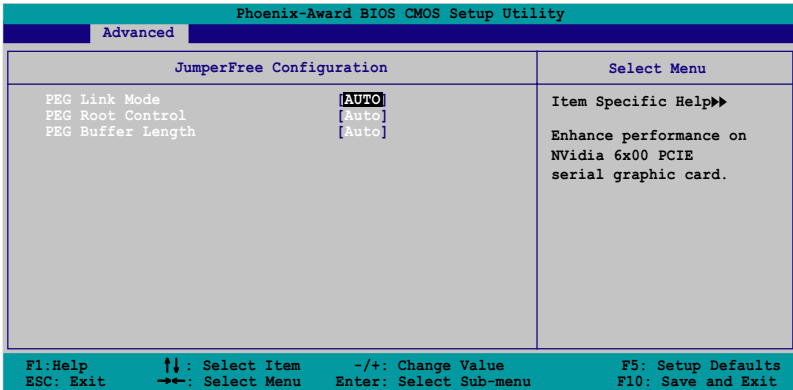 Phoenix-Award BIOS CMOS Setup Utility
Advanced
JumperFree Configuration
Select Menu
PEG Link Mode [AUTO]
PEG Root Control [Auto]
PEG Buffer Length [Auto]
Item Specific Help▸▸
Enhance performance on
NVidia 6x00 PCIE
serial graphic card.
F1:Help ↑↓: Select Item -/+: Change Value F5: Setup Defaults
ESC: Exit →←: Select Menu Enter: Select Sub-menu F10: Save and Exit